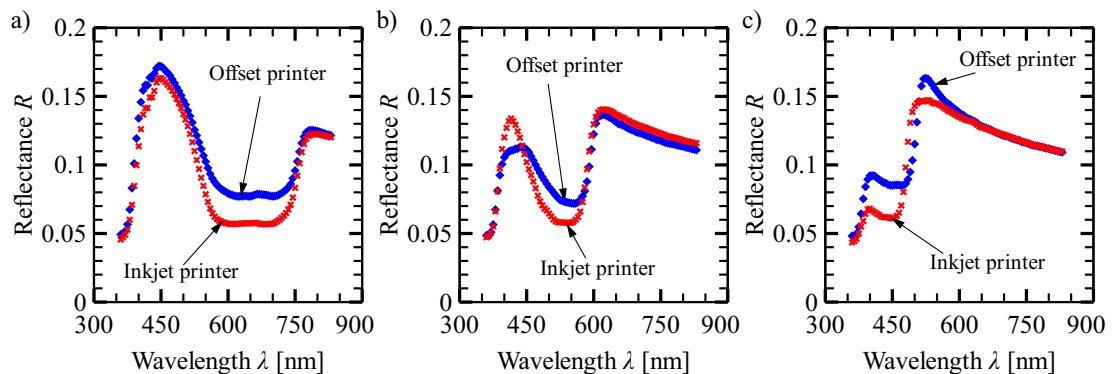 a)
0.2
0.15
0.1
0.05
0
Reflectance R
Offset printer
Inkjet printer
300 450 600 750 900
Wavelength λ [nm]
b)
0.2
0.15
0.1
0.05
0
Reflectance R
Offset printer
Inkjet printer
300 450 600 750 900
Wavelength λ [nm]
c)
0.2
0.15
0.1
0.05
0
Reflectance R
Offset printer
Inkjet printer
300 450 600 750 900
Wavelength λ [nm]